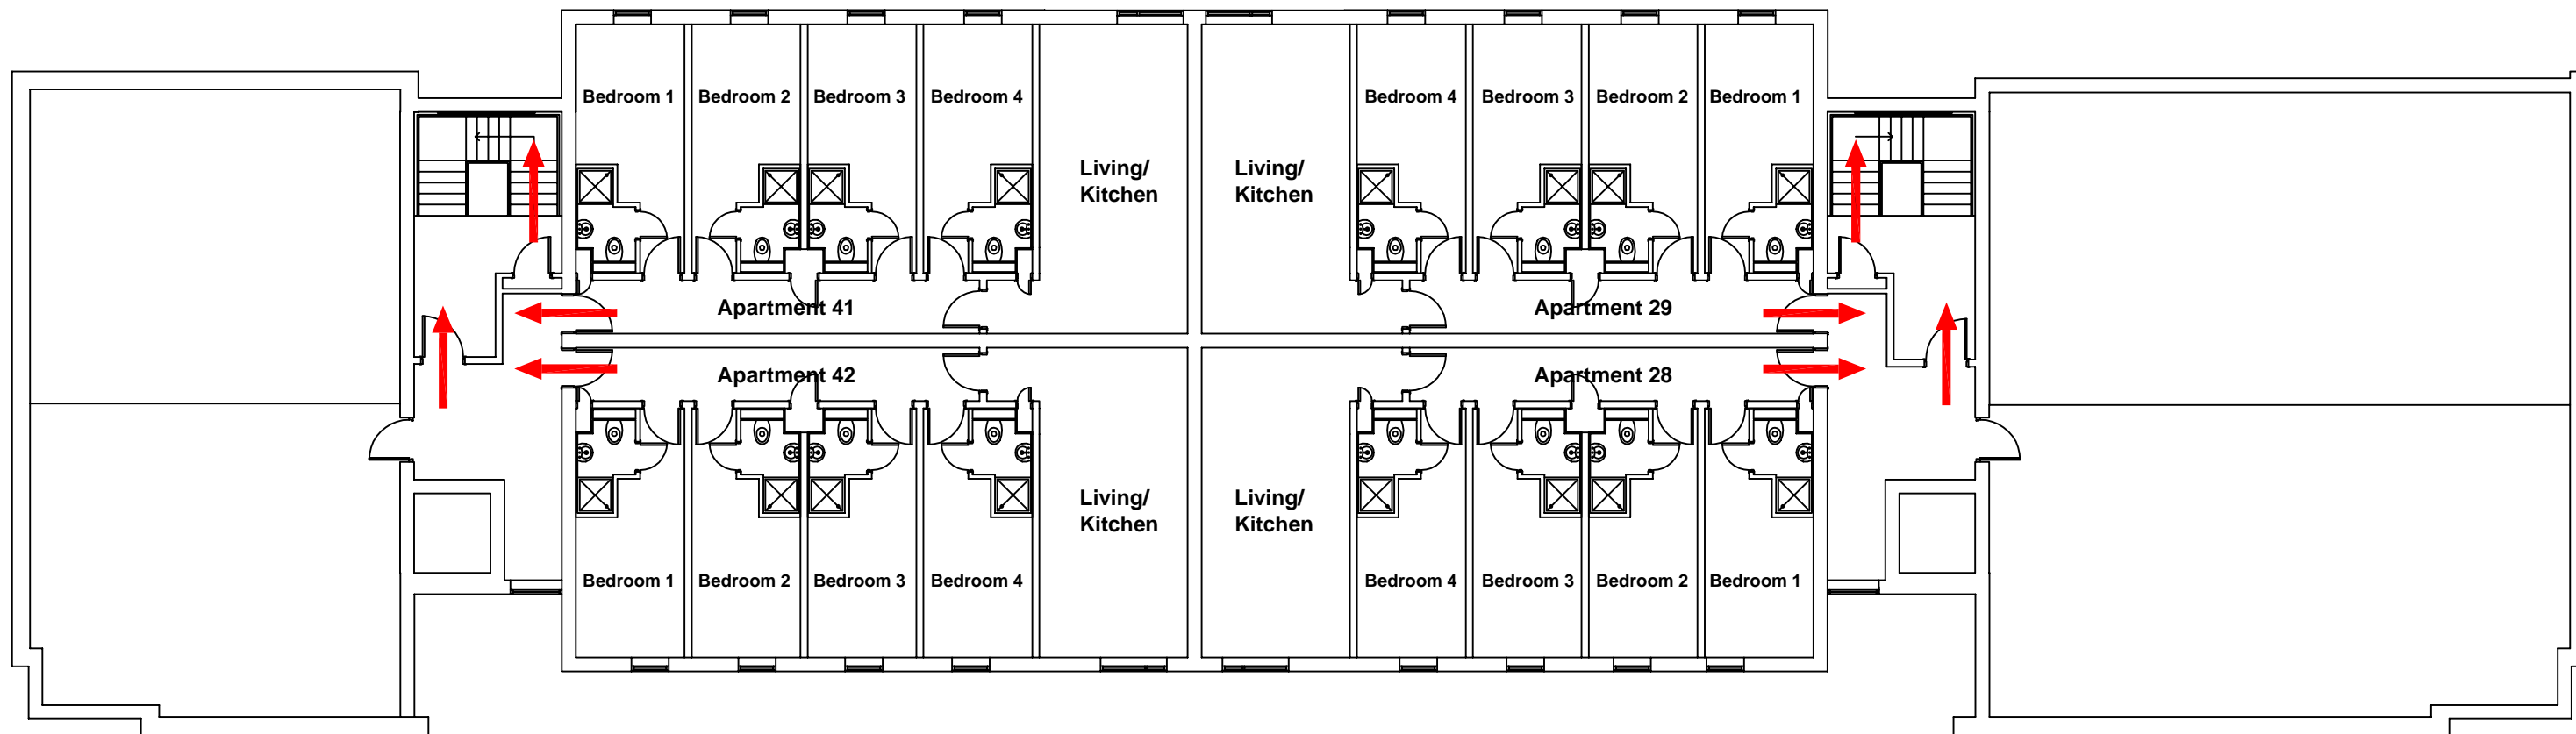 Bedroom 1
Bedroom 2
Bedroom 3
Bedroom 4
Bedroom 4
Bedroom 3
Bedroom 2
Bedroom 1
Living/
Kitchen
Living/
Kitchen
Apartment 41
Apartment 29
Apartment 42
Apartment 28
Living/
Kitchen
Living/
Kitchen
Bedroom 1
Bedroom 2
Bedroom 3
Bedroom 4
Bedroom 4
Bedroom 3
Bedroom 2
Bedroom 1